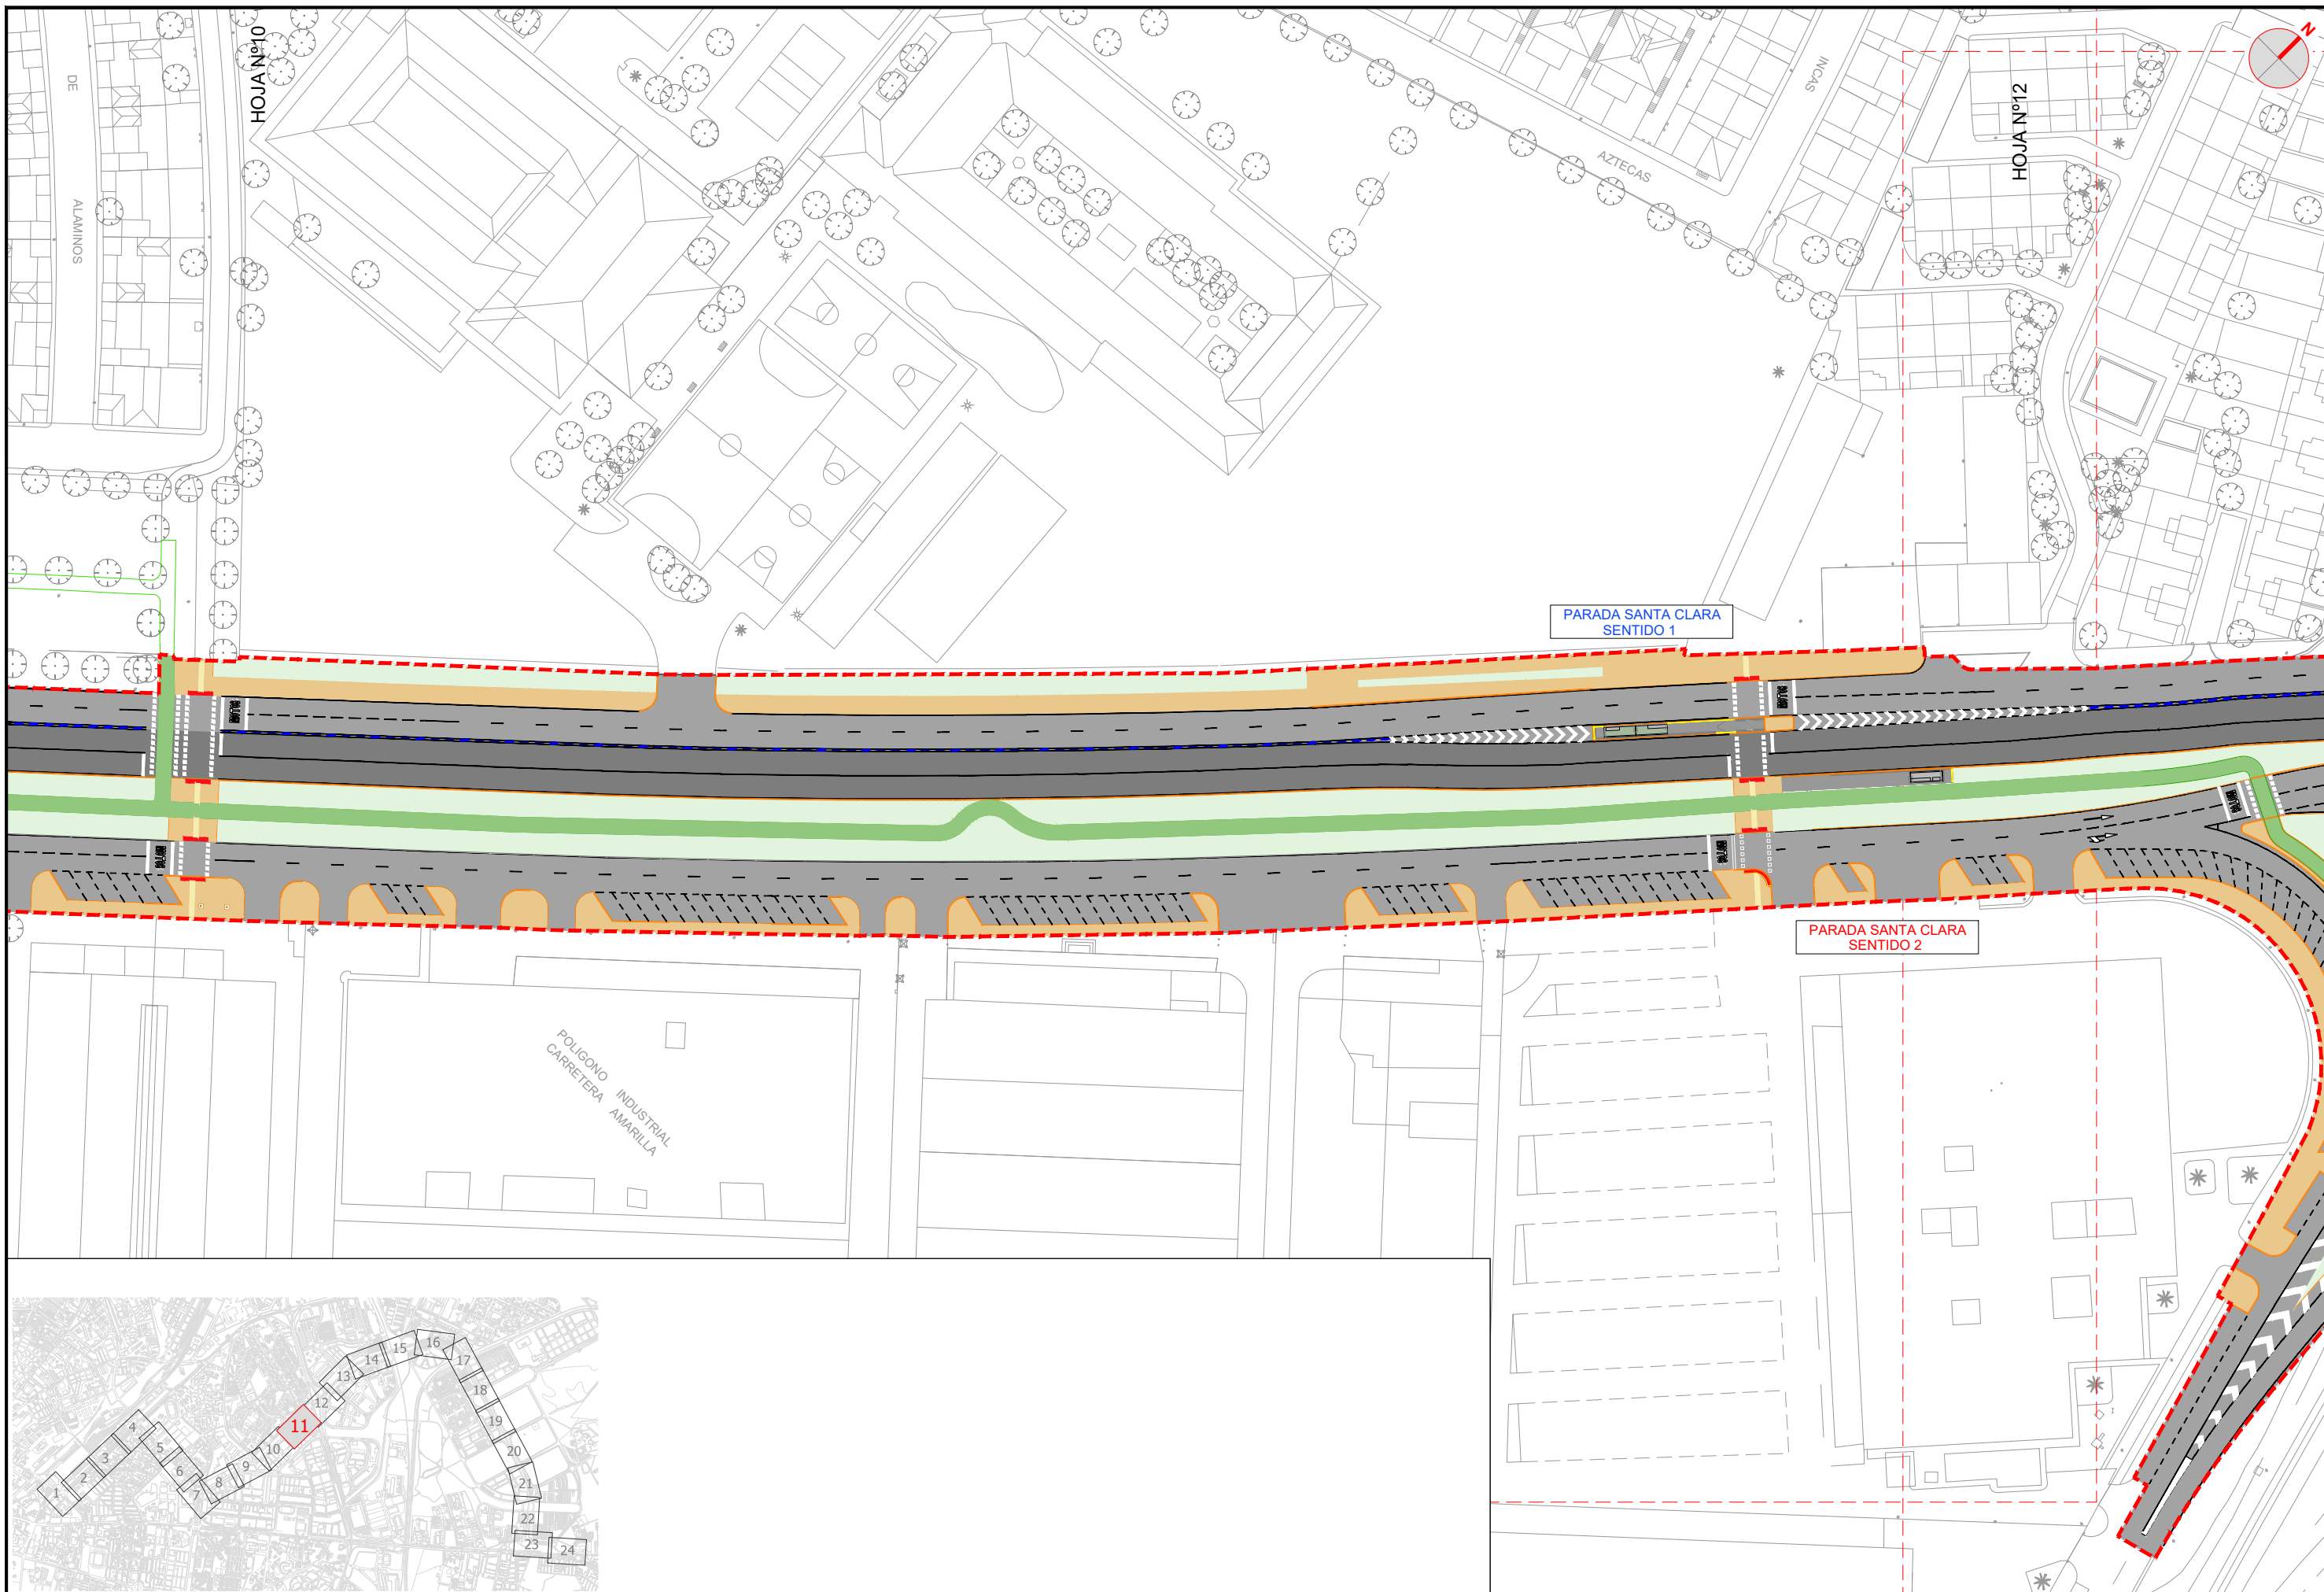 HOJA Nº10
N
HOJA Nº12
DE
ALAMINOS
INCAS
AZTECAS
PARADA SANTA CLARA
SENTIDO 1
PARADA SANTA CLARA
SENTIDO 2
POLIGONO INDUSTRIAL
CARRETERA AMARILLA
1
2
3
4
5
6
7
8
9
10
11
12
13
14
15
16
17
18
19
20
21
22
23
24